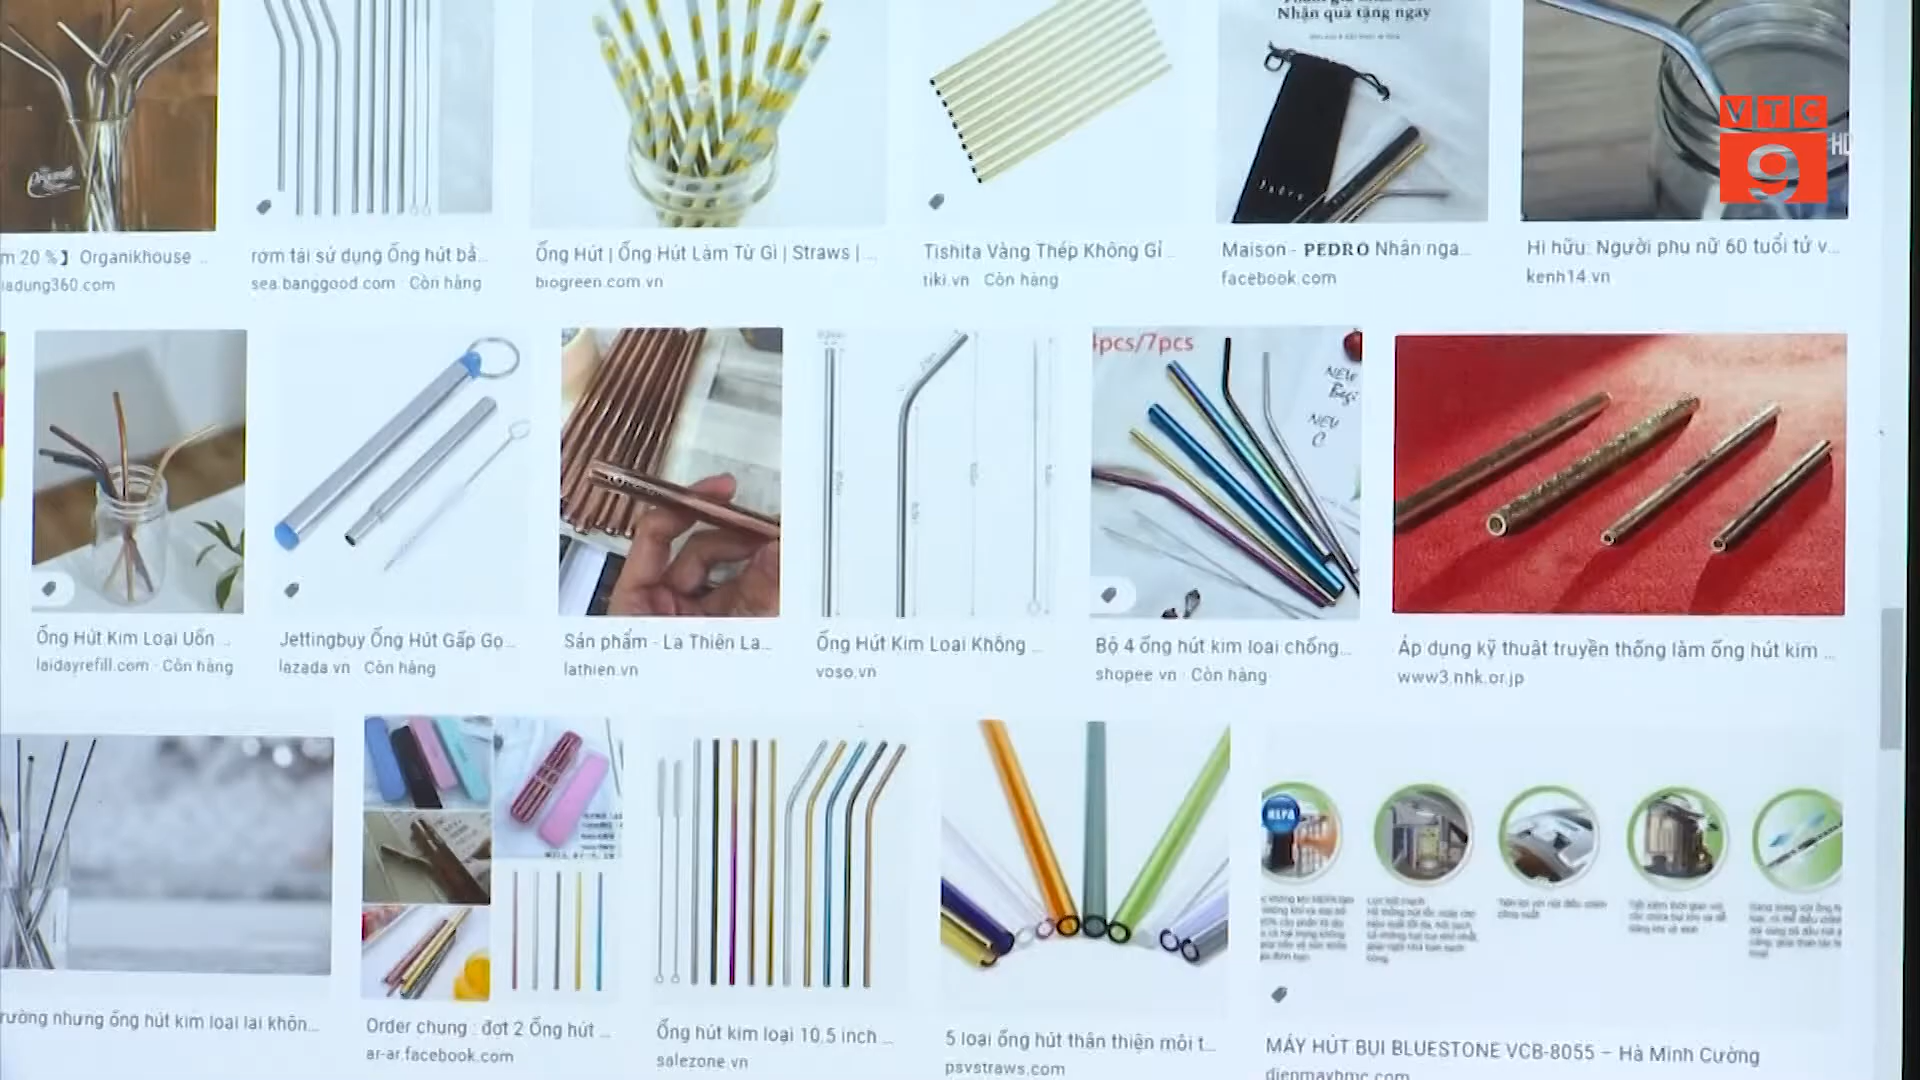 Nhận quà tặng ngay
VTC
9
HD
m 20 %】 Organikhouse ...
iadung360.com
rơm tái sử dụng Ống hút bằ...
sea.banggood.com · Còn hàng
Ống Hút | Ống Hút Làm Từ Gì | Straws | ...
biogreen.com.vn
Tishita Vàng Thép Không Gỉ ...
tiki.vn · Còn hàng
Maison - PEDRO Nhận nga...
facebook.com
Hi hữu: Người phụ nữ 60 tuổi tử v...
kenh14.vn
4pcs/7pcs
NEW
NEW
Ống Hút Kim Loại Uốn ...
laidayrefill.com · Còn hàng
Jettingbuy Ống Hút Gấp Gọ...
lazada.vn · Còn hàng
Sản phẩm - La Thiên La...
lathien.vn
Ống Hút Kim Loại Không ...
voso.vn
Bộ 4 ống hút kim loại chống...
shopee.vn · Còn hàng
Áp dụng kỹ thuật truyền thống làm ống hút kim ...
www3.nhk.or.jp
rường nhưng ống hút kim loại lại khôn...
Order chung : đợt 2 Ống hút ...
ar-ar.facebook.com
Ống hút kim loại 10.5 inch ...
salezone.vn
5 loại ống hút thân thiện môi t...
psvstraws.com
MÁY HÚT BỤI BLUESTONE VCB-8055 – Hà Minh Cường
dienmayhmc.com